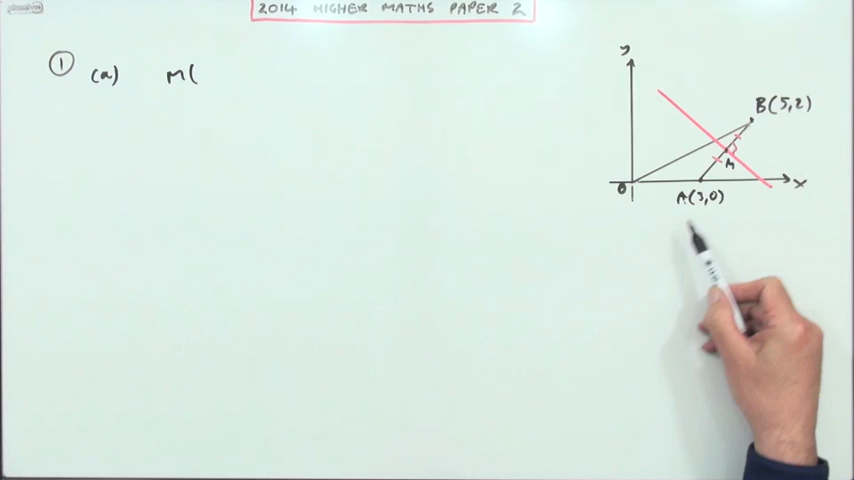 2014 HIGHER MATHS PAPER 2
① (a) M(
y
B(5,2)
M
O
x
A(3,0)